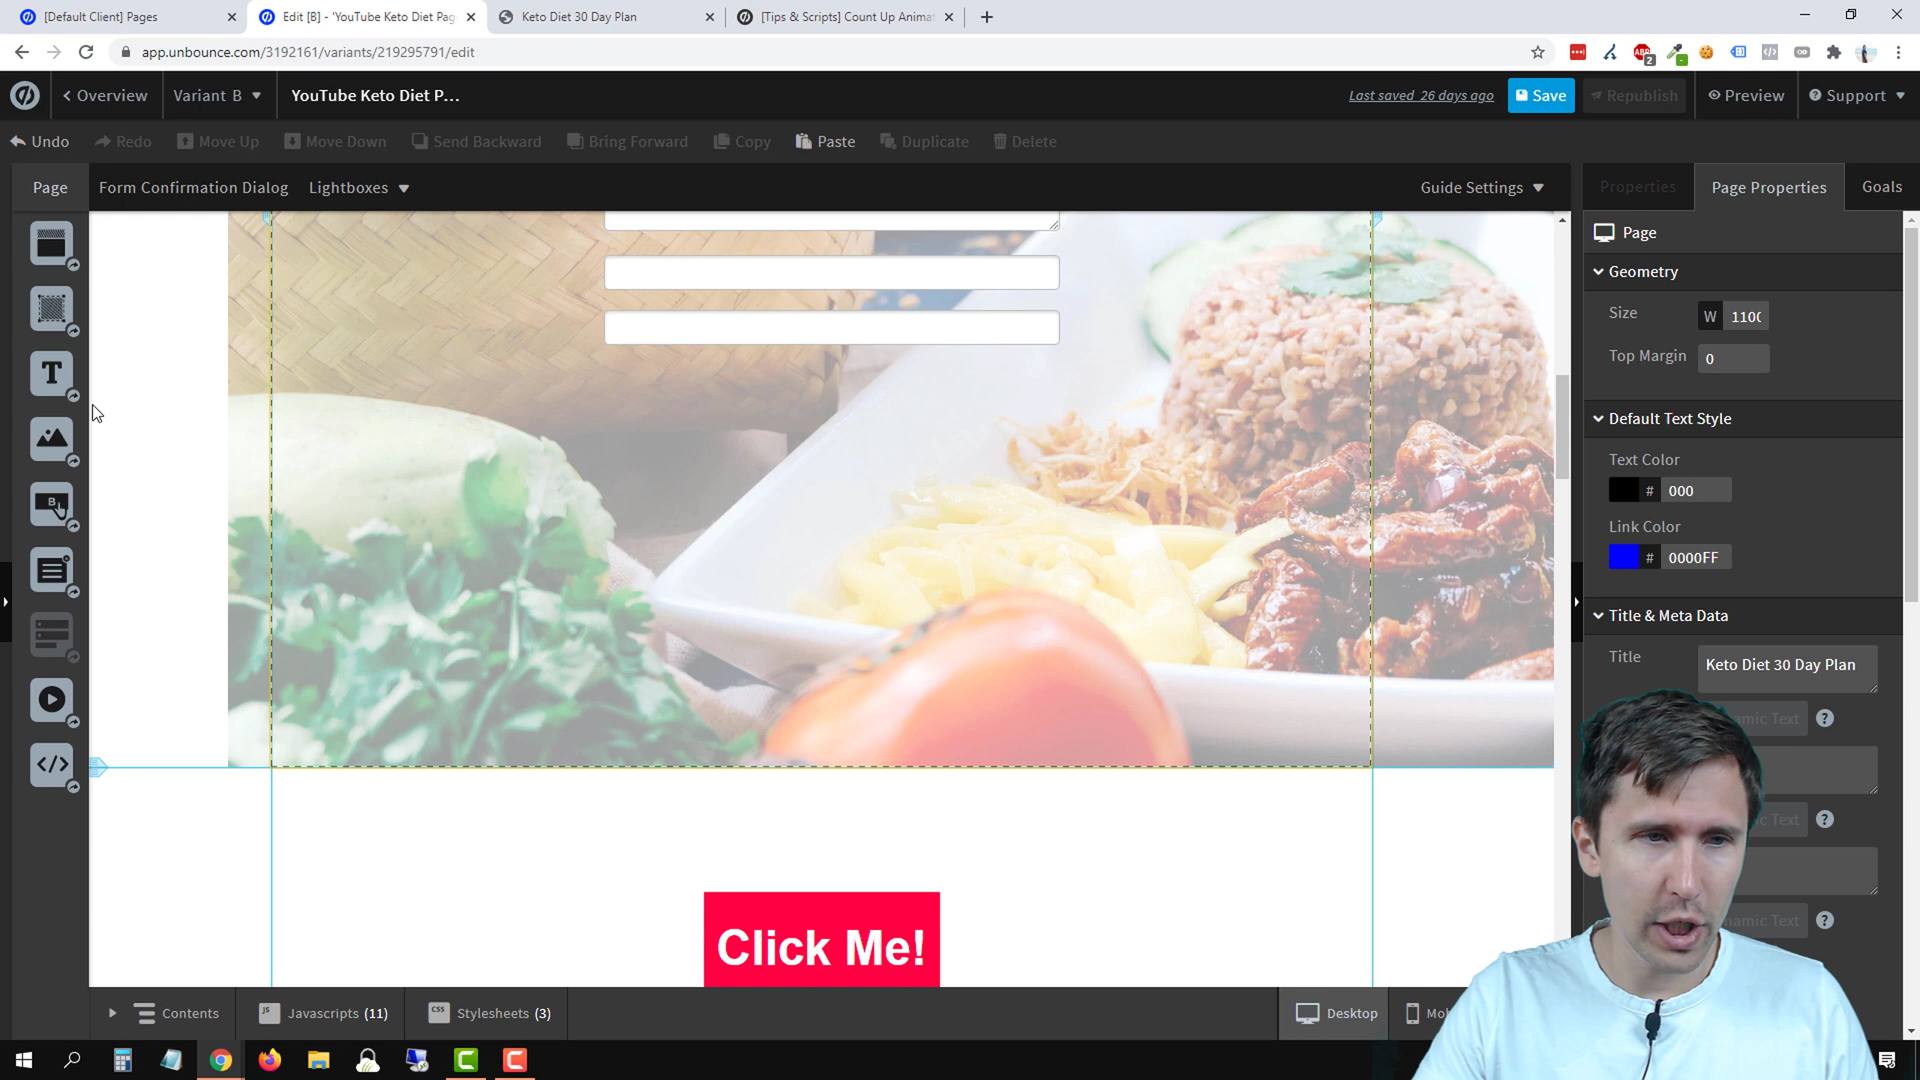 [Default Client] Pages
Edit [B] - 'YouTube Keto Diet Pag
Keto Diet 30 Day Plan
[Tips & Scripts] Count Up Animat
app.unbounce.com/3192161/variants/219295791/edit
ABP
2
Overview
Variant B
YouTube Keto Diet P...
Last saved 26 days ago
Save
Republish
Preview
Support
Undo
Redo
Move Up
Move Down
Send Backward
Bring Forward
Copy
Paste
Duplicate
Delete
Page
Form Confirmation Dialog
Lightboxes
Guide Settings
Properties
Page Properties
Goals
Page
Geometry
Size
W 1100
Top Margin
0
Default Text Style
Text Color
# 000
Link Color
# 0000FF
Title & Meta Data
Title
Keto Diet 30 Day Plan
Click Me!
Contents
JS
Javascripts (11)
CSS
Stylesheets (3)
Desktop